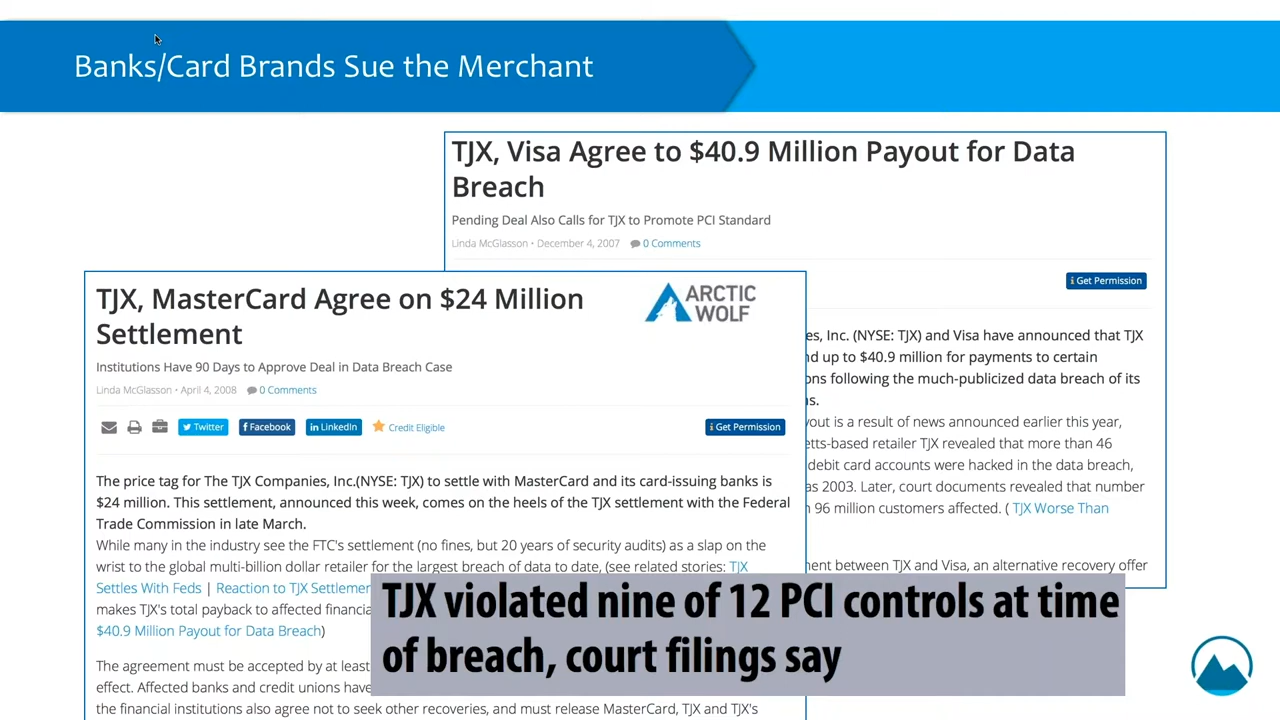 Banks/Card Brands Sue the Merchant
TJX, Visa Agree to $40.9 Million Payout for Data
Breach
Pending Deal Also Calls for TJX to Promote PCI Standard
Linda McGlasson • December 4, 2007 0 Comments
Get Permission
es, Inc. (NYSE: TJX) and Visa have announced that TJX
nd up to $40.9 million for payments to certain
ons following the much-publicized data breach of its
s.
yout is a result of news announced earlier this year,
etts-based retailer TJX revealed that more than 46
debit card accounts were hacked in the data breach,
as 2003. Later, court documents revealed that number
96 million customers affected. ( TJX Worse Than
ent between TJX and Visa, an alternative recovery offer
TJX, MasterCard Agree on $24 Million
Settlement
ARCTIC
WOLF
Institutions Have 90 Days to Approve Deal in Data Breach Case
Linda McGlasson • April 4, 2008 0 Comments
Twitter Facebook LinkedIn Credit Eligible Get Permission
The price tag for The TJX Companies, Inc.(NYSE: TJX) to settle with MasterCard and its card-issuing banks is
$24 million. This settlement, announced this week, comes on the heels of the TJX settlement with the Federal
Trade Commission in late March.
While many in the industry see the FTC's settlement (no fines, but 20 years of security audits) as a slap on the
wrist to the global multi-billion dollar retailer for the largest breach of data to date, (see related stories: TJX
Settles With Feds | Reaction to TJX Settlemen
makes TJX's total payback to affected financia
$40.9 Million Payout for Data Breach)
The agreement must be accepted by at least
effect. Affected banks and credit unions have
the financial institutions also agree not to seek other recoveries, and must release MasterCard, TJX and TJX's
TJX violated nine of 12 PCI controls at time
of breach, court filings say